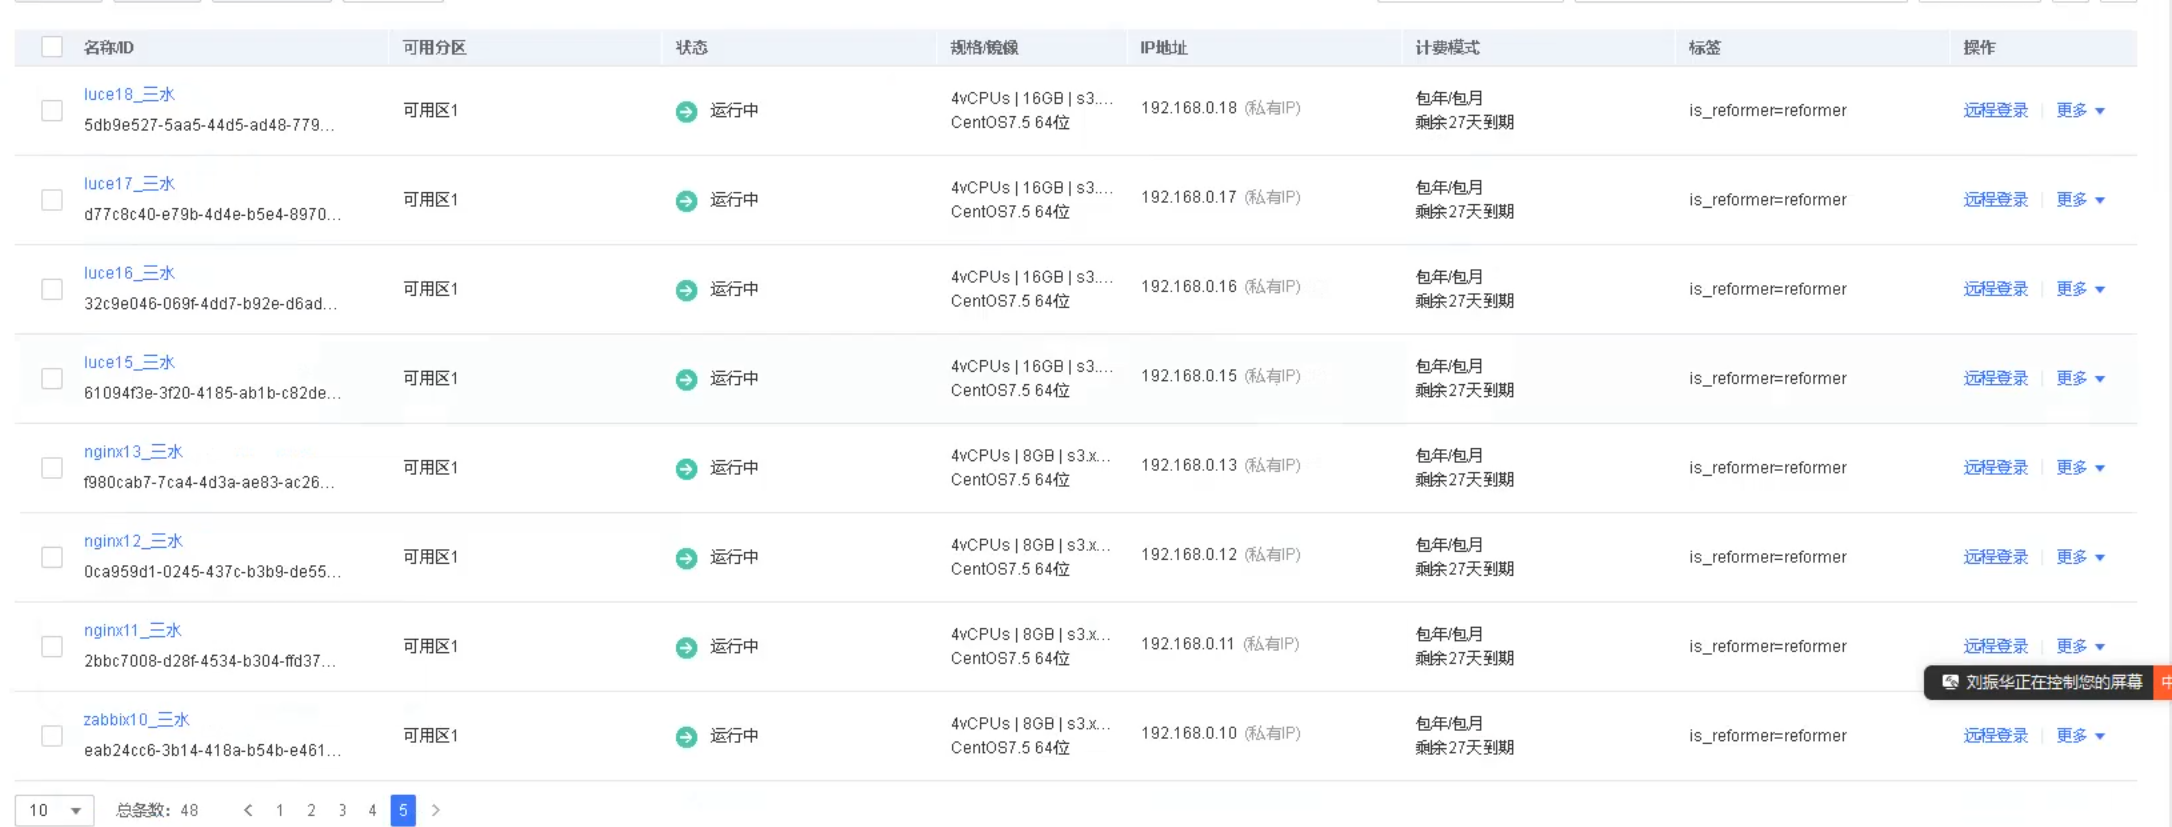 名称/ID 可用分区 状态 规格/镜像 IP地址 计费模式 标签 操作
luce18_三水
5db9e527-5aa5-44d5-ad48-779...
可用区1 运行中
4vCPUs | 16GB | s3....
CentOS7.5 64位
192.168.0.18 (私有IP)
包年/包月
剩余27天到期
is_reformer=reformer 远程登录 更多
luce17_三水
d77c8c40-e79b-4d4e-b5e4-8970...
可用区1 运行中
4vCPUs | 16GB | s3....
CentOS7.5 64位
192.168.0.17 (私有IP)
包年/包月
剩余27天到期
is_reformer=reformer 远程登录 更多
luce16_三水
32c9e046-069f-4dd7-b92e-d6ad...
可用区1 运行中
4vCPUs | 16GB | s3....
CentOS7.5 64位
192.168.0.16 (私有IP)
包年/包月
剩余27天到期
is_reformer=reformer 远程登录 更多
luce15_三水
61094f3e-3f20-4185-ab1b-c82de...
可用区1 运行中
4vCPUs | 16GB | s3....
CentOS7.5 64位
192.168.0.15 (私有IP)
包年/包月
剩余27天到期
is_reformer=reformer 远程登录 更多
nginx13_三水
f980cab7-7ca4-4d3a-ae83-ac26...
可用区1 运行中
4vCPUs | 8GB | s3.x...
CentOS7.5 64位
192.168.0.13 (私有IP)
包年/包月
剩余27天到期
is_reformer=reformer 远程登录 更多
nginx12_三水
0ca959d1-0245-437c-b3b9-de55...
可用区1 运行中
4vCPUs | 8GB | s3.x...
CentOS7.5 64位
192.168.0.12 (私有IP)
包年/包月
剩余27天到期
is_reformer=reformer 远程登录 更多
nginx11_三水
2bbc7008-d28f-4534-b304-ffd37...
可用区1 运行中
4vCPUs | 8GB | s3.x...
CentOS7.5 64位
192.168.0.11 (私有IP)
包年/包月
剩余27天到期
is_reformer=reformer 远程登录 更多
刘振华正在控制您的屏幕 中
zabbix10_三水
eab24cc6-3b14-418a-b54b-e461...
可用区1 运行中
4vCPUs | 8GB | s3.x...
CentOS7.5 64位
192.168.0.10 (私有IP)
包年/包月
剩余27天到期
is_reformer=reformer 远程登录 更多
10 总条数: 48 < 1 2 3 4 5 >